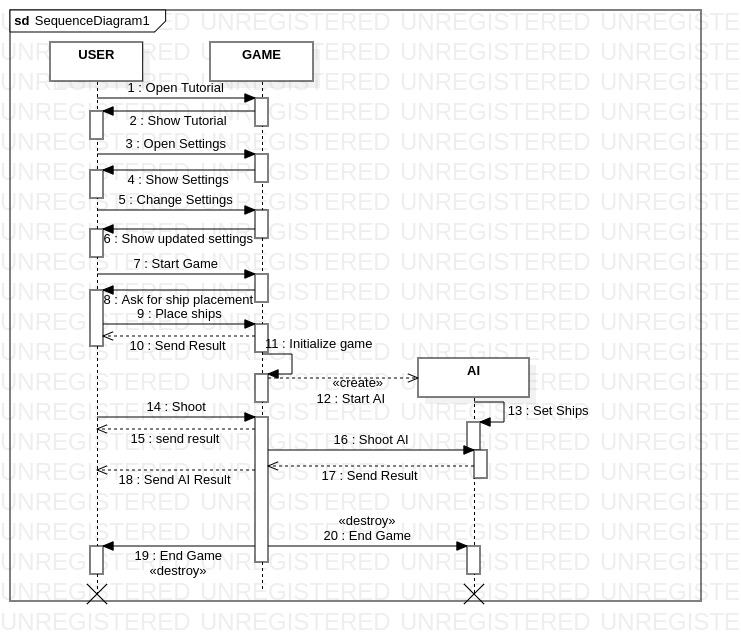 sd SequenceDiagram1
USER
GAME
1 : Open Tutorial
2 : Show Tutorial
3 : Open Settings
4 : Show Settings
5 : Change Settings
6 : Show updated settings
7 : Start Game
8 : Ask for ship placement
9 : Place ships
10 : Send Result
11 : Initialize game
AI
«create»
12 : Start AI
13 : Set Ships
14 : Shoot
15 : send result
16 : Shoot AI
17 : Send Result
18 : Send AI Result
«destroy»
20 : End Game
19 : End Game
«destroy»
UNREGISTERED